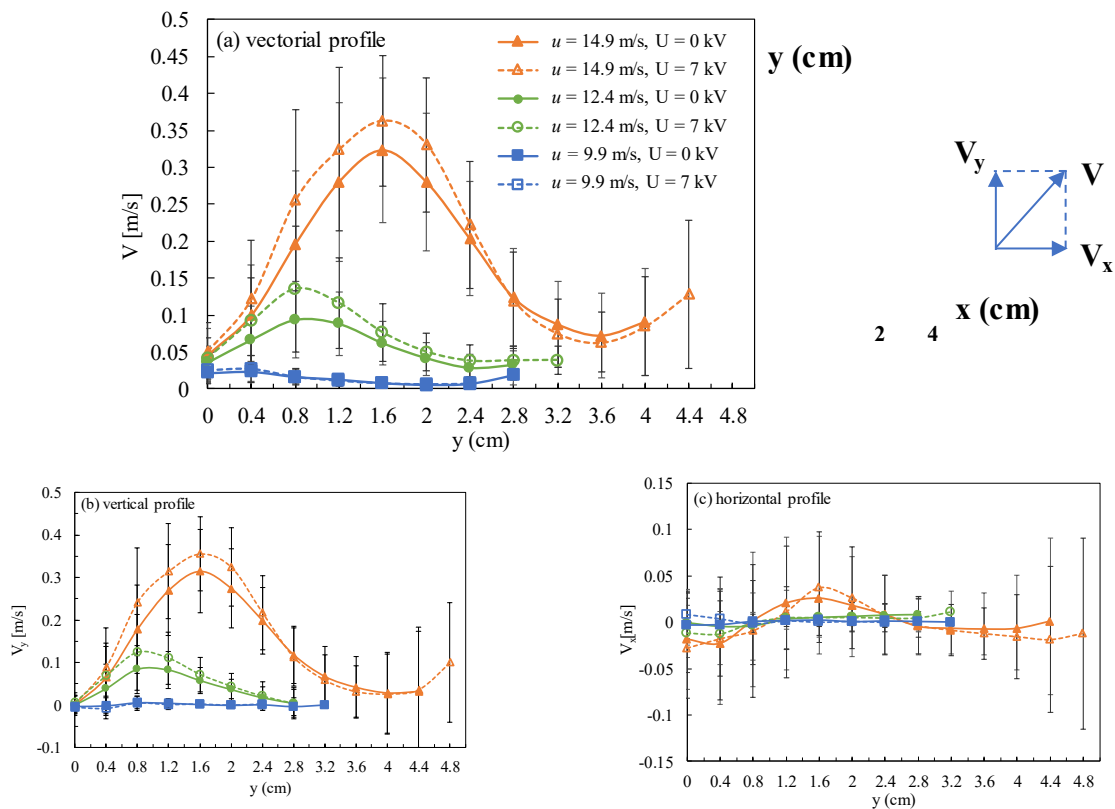 (a) vectorial profile
u = 14.9 m/s, U = 0 kV
u = 14.9 m/s, U = 7 kV
u = 12.4 m/s, U = 0 kV
u = 12.4 m/s, U = 7 kV
u = 9.9 m/s, U = 0 kV
u = 9.9 m/s, U = 7 kV
V [m/s]
0.5
0.45
0.4
0.35
0.3
0.25
0.2
0.15
0.1
0.05
0
0 0.4 0.8 1.2 1.6 2 2.4 2.8 3.2 3.6 4 4.4 4.8
y (cm)
y (cm)
Vy V
Vx
x (cm)
2 4
(b) vertical profile
Vy [m/s]
0.5
0.4
0.3
0.2
0.1
0
-0.1
0 0.4 0.8 1.2 1.6 2 2.4 2.8 3.2 3.6 4 4.4 4.8
y (cm)
(c) horizontal profile
Vx[m/s]
0.15
0.1
0.05
0
-0.05
-0.1
-0.15
0 0.4 0.8 1.2 1.6 2 2.4 2.8 3.2 3.6 4 4.4 4.8
y (cm)